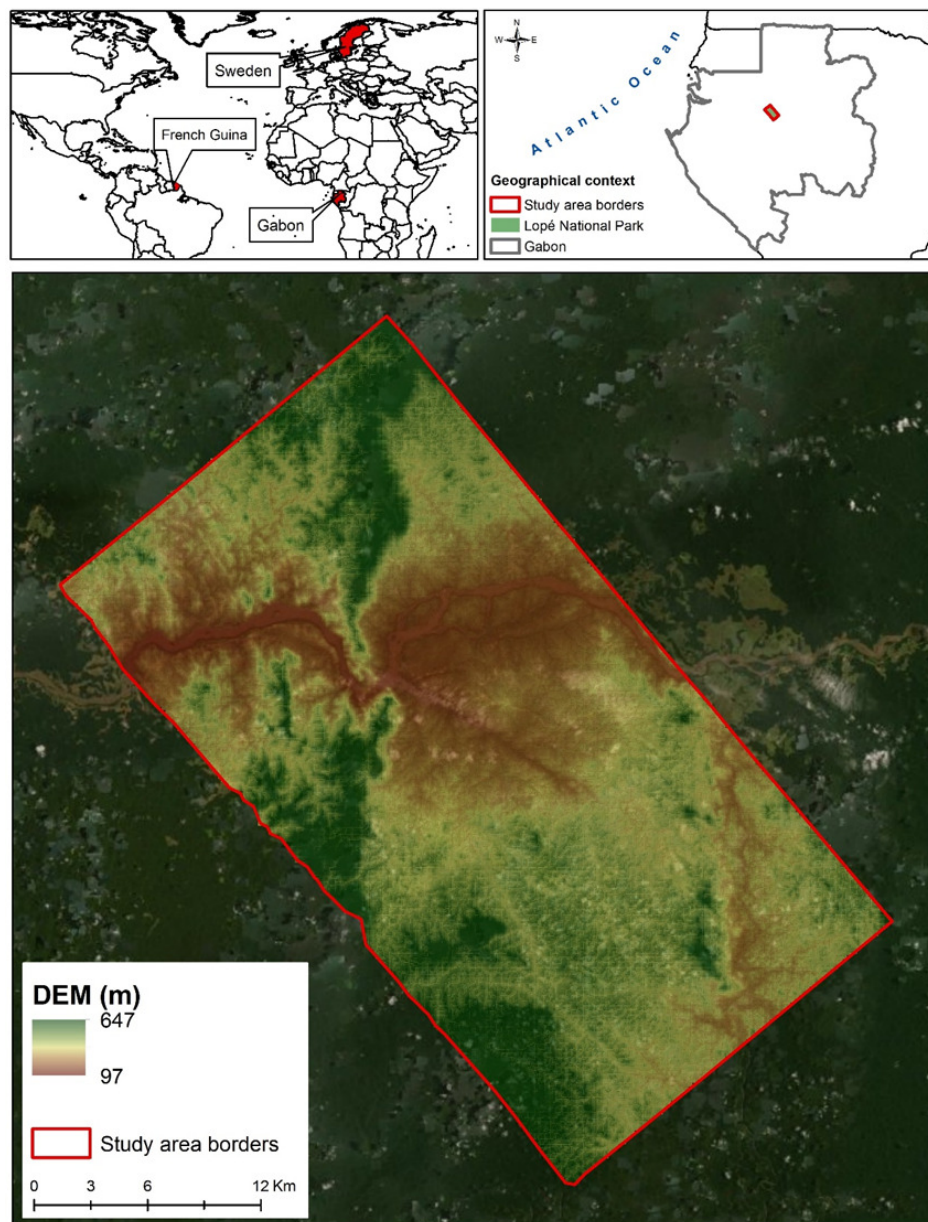 Sweden
French Guina
Gabon
N
W E
S
Atlantic Ocean
Geographical context
Study area borders
Lopé National Park
Gabon
DEM (m)
647
97
Study area borders
0 3 6 12 Km